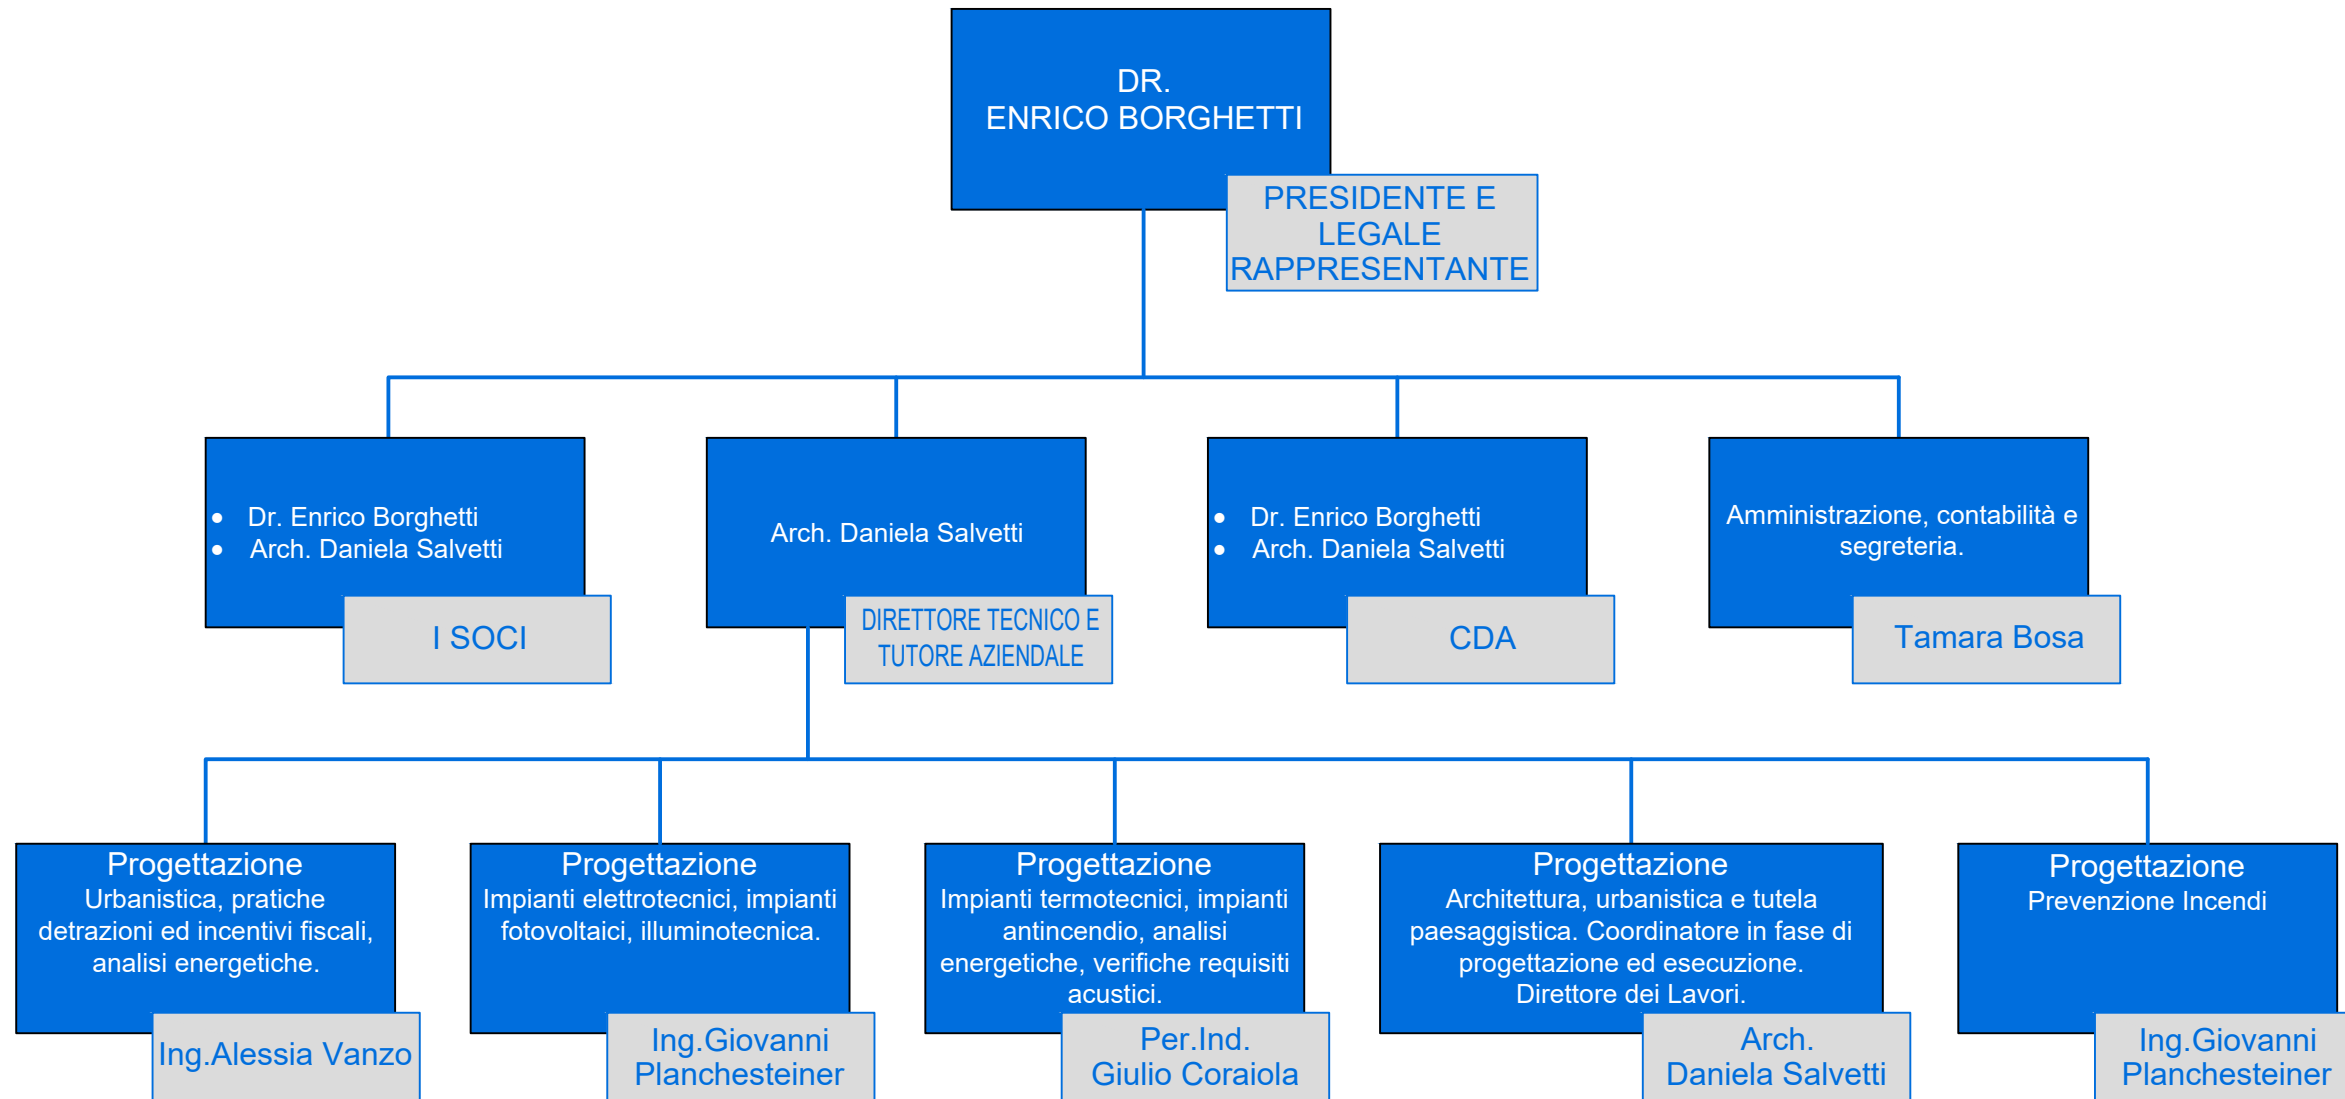 DR.
ENRICO BORGHETTI
PRESIDENTE E
LEGALE
RAPPRESENTANTE
• Dr. Enrico Borghetti
• Arch. Daniela Salvetti
I SOCI
Arch. Daniela Salvetti
DIRETTORE TECNICO E
TUTORE AZIENDALE
• Dr. Enrico Borghetti
• Arch. Daniela Salvetti
CDA
Amministrazione, contabilità e
segreteria.
Tamara Bosa
Progettazione
Urbanistica, pratiche
detrazioni ed incentivi fiscali,
analisi energetiche.
Ing.Alessia Vanzo
Progettazione
Impianti elettrotecnici, impianti
fotovoltaici, illuminotecnica.
Ing.Giovanni
Planchesteiner
Progettazione
Impianti termotecnici, impianti
antincendio, analisi
energetiche, verifiche requisiti
acustici.
Per.Ind.
Giulio Coraiola
Progettazione
Architettura, urbanistica e tutela
paesaggistica. Coordinatore in fase di
progettazione ed esecuzione.
Direttore dei Lavori.
Arch.
Daniela Salvetti
Progettazione
Prevenzione Incendi
Ing.Giovanni
Planchesteiner